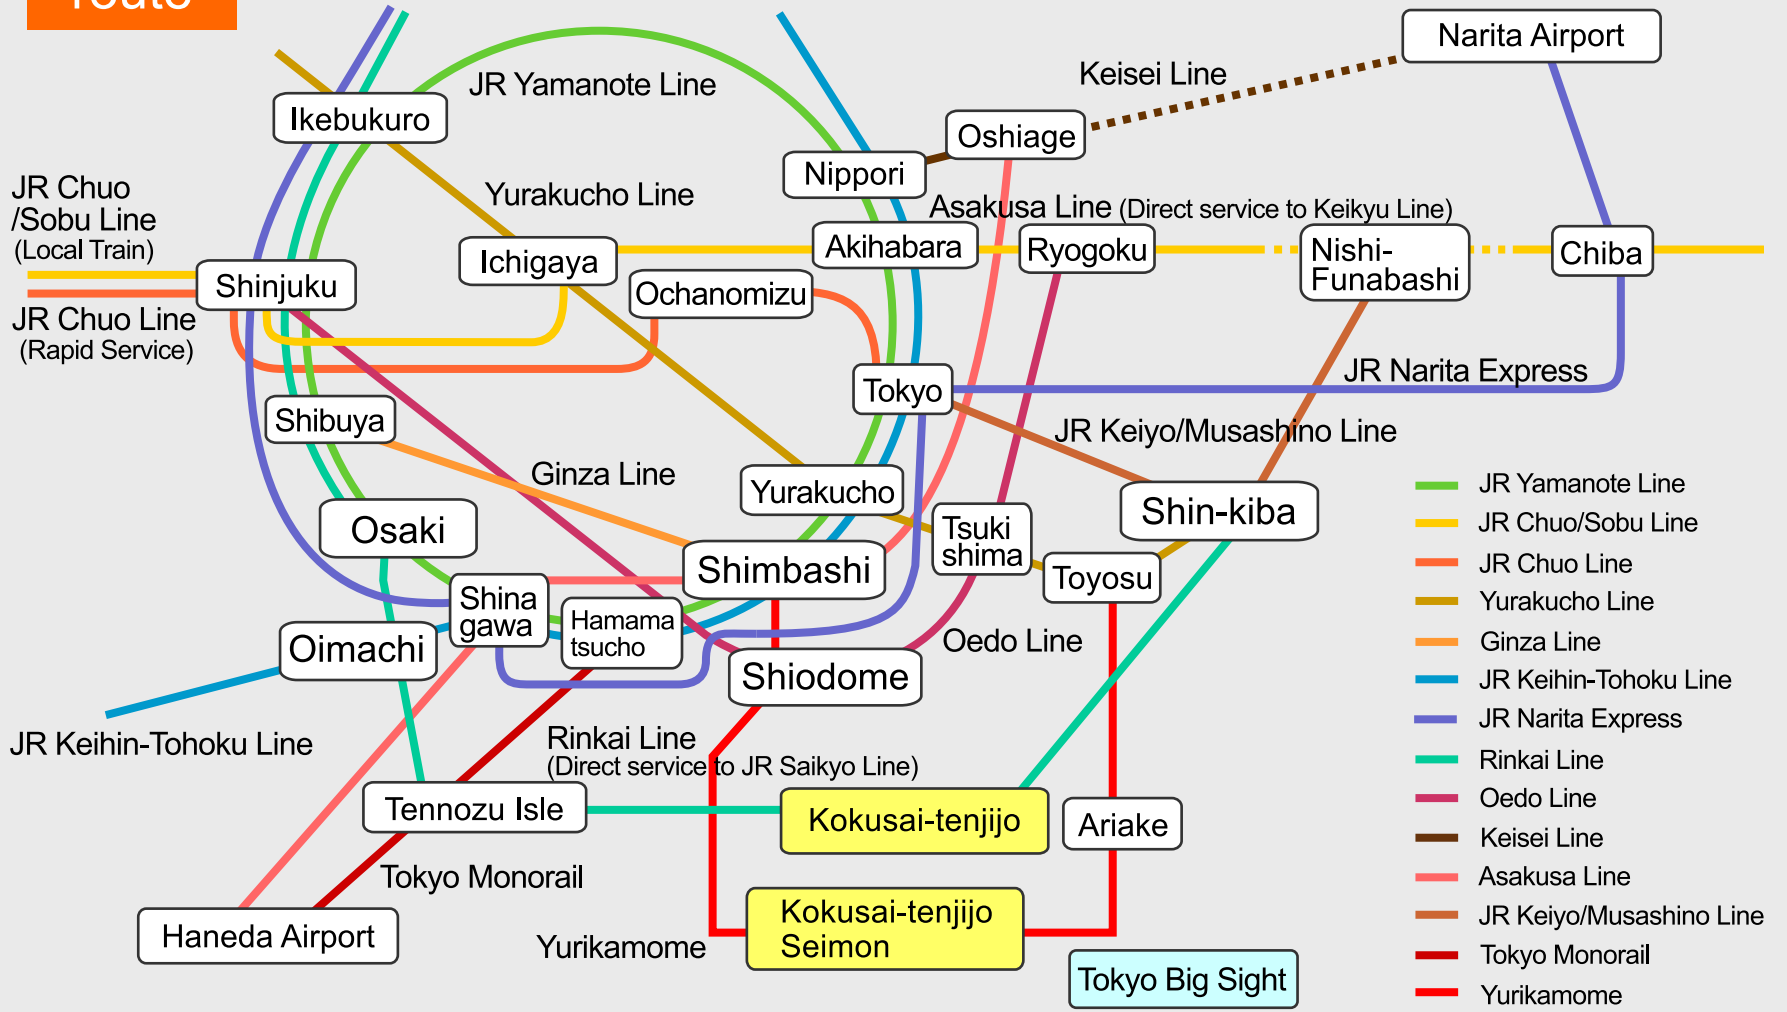 route
Narita Airport
Keisei Line
JR Yamanote Line
Ikebukuro
Oshiage
Nippori
JR Chuo
/Sobu Line
(Local Train)
Yurakucho Line
Asakusa Line (Direct service to Keikyu Line)
Ichigaya
Akihabara
Ryogoku
Nishi-
Funabashi
Chiba
Shinjuku
Ochanomizu
JR Chuo Line
(Rapid Service)
JR Narita Express
Tokyo
Shibuya
JR Keiyo/Musashino Line
Ginza Line
Yurakucho
Shin-kiba
Osaki
Tsuki
shima
Shimbashi
Toyosu
Shina
gawa
Hamama
tsucho
Oimachi
Oedo Line
Shiodome
JR Keihin-Tohoku Line
Rinkai Line
(Direct service to JR Saikyo Line)
Tennozu Isle
Kokusai-tenjijo
Ariake
Tokyo Monorail
Haneda Airport
Yurikamome
Kokusai-tenjijo
Seimon
Tokyo Big Sight
JR Yamanote Line
JR Chuo/Sobu Line
JR Chuo Line
Yurakucho Line
Ginza Line
JR Keihin-Tohoku Line
JR Narita Express
Rinkai Line
Oedo Line
Keisei Line
Asakusa Line
JR Keiyo/Musashino Line
Tokyo Monorail
Yurikamome